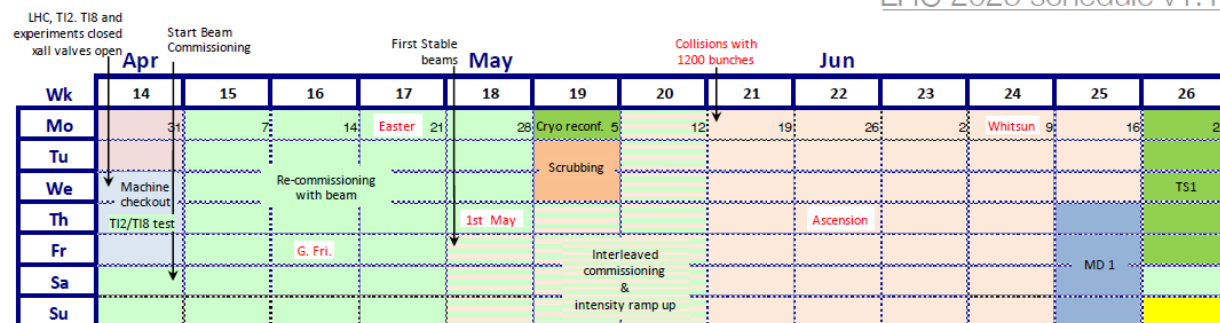 LHC 2025 schedule v1.1
LHC, TI2. TI8 and
experiments closed
xall valves open
Start Beam
Commissioning
First Stable
beams
Collisions with
1200 bunches
Apr May Jun
Wk 14 15 16 17 18 19 20 21 22 23 24 25 26
Mo 31 7 14 Easter 21 28 Cryo reconf. 5 12 19 26 2 Whitsun 9 16 2
Tu
Scrubbing
We
Machine
checkout
Re-commissioning
with beam
TS1
Th
TI2/TI8 test
1st May
Ascension
Fr
G. Fri.
Interleaved
commissioning
&
intensity ramp up
MD 1
Sa
Su